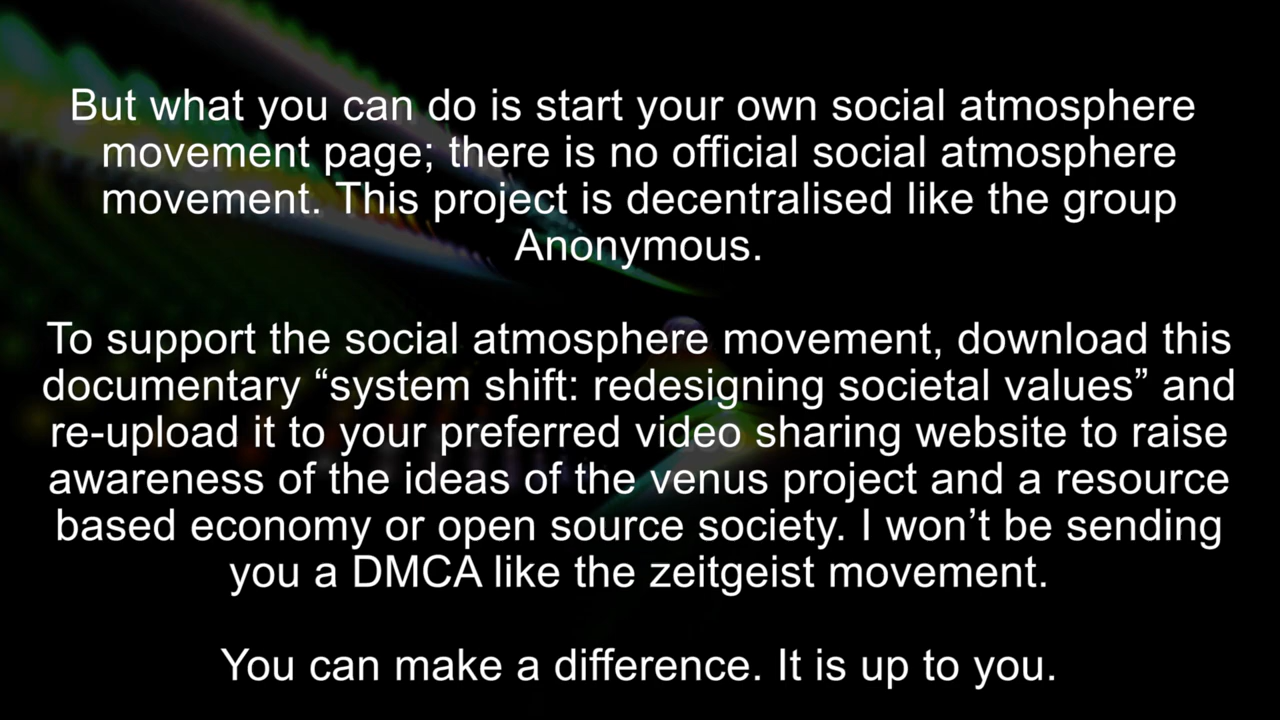 But what you can do is start your own social atmosphere
movement page; there is no official social atmosphere
movement. This project is decentralised like the group
Anonymous.
To support the social atmosphere movement, download this
documentary “system shift: redesigning societal values” and
re-upload it to your preferred video sharing website to raise
awareness of the ideas of the venus project and a resource
based economy or open source society. I won’t be sending
you a DMCA like the zeitgeist movement.
You can make a difference. It is up to you.